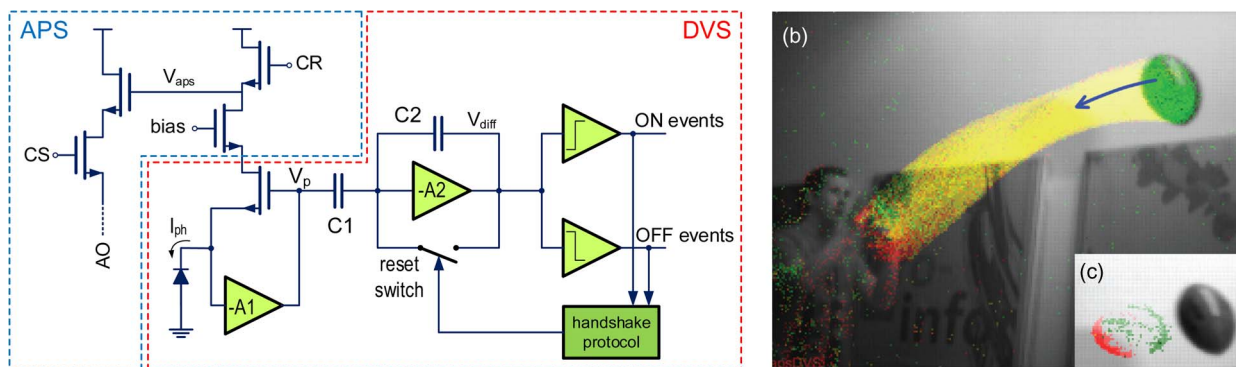 APS
DVS
CR
V_aps
bias
CS
AO
C2
V_diff
ON events
-A2
V_p
C1
I_ph
reset
switch
OFF events
-A1
handshake
protocol
(b)
(c)
info